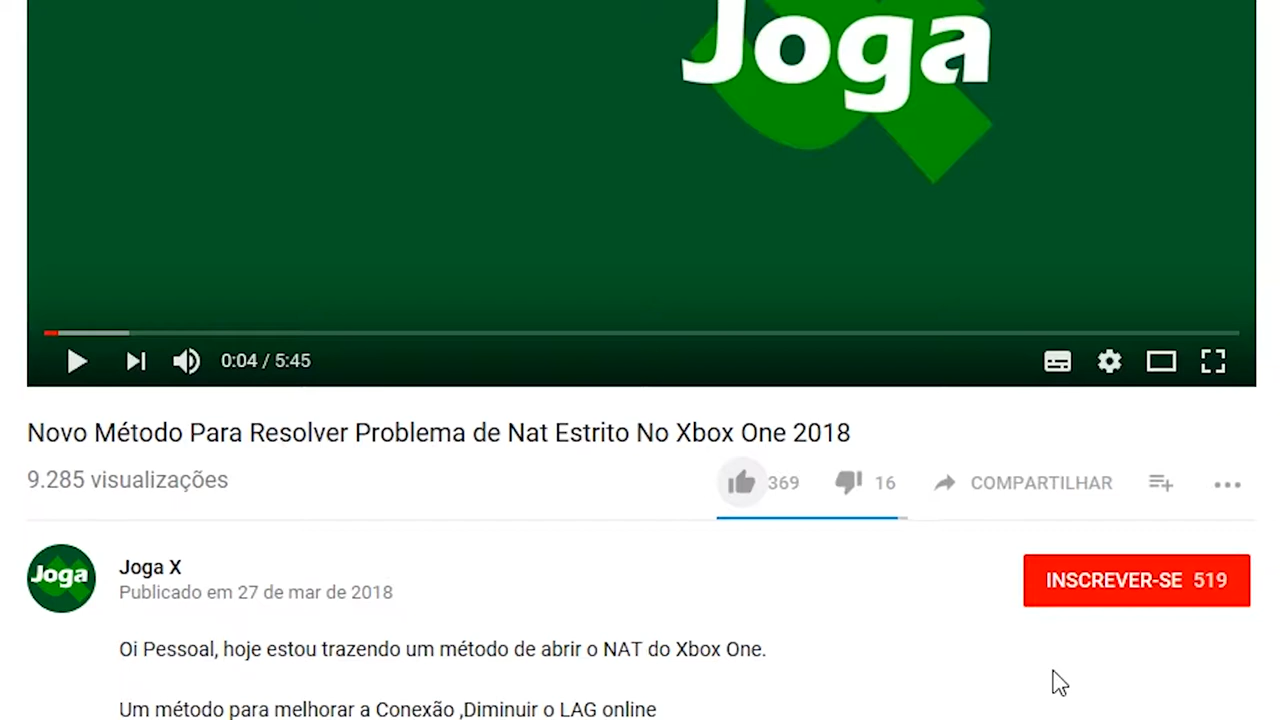 Joga
0:04 / 5:45
Novo Método Para Resolver Problema de Nat Estrito No Xbox One 2018
9.285 visualizações
369
16
COMPARTILHAR
Joga
Joga X
Publicado em 27 de mar de 2018
INSCREVER-SE 519
Oi Pessoal, hoje estou trazendo um método de abrir o NAT do Xbox One.
Um método para melhorar a Conexão ,Diminuir o LAG online